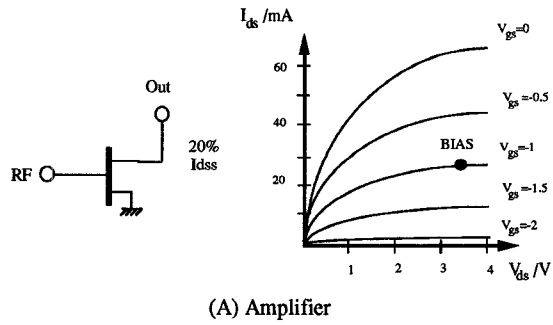 Out
RF
20%
Idss
I_ds /mA
60
40
20
V_gs=0
V_gs=-0.5
BIAS
V_gs=-1
V_gs=-1.5
V_gs=-2
1 2 3 4 V_ds /V
(A) Amplifier